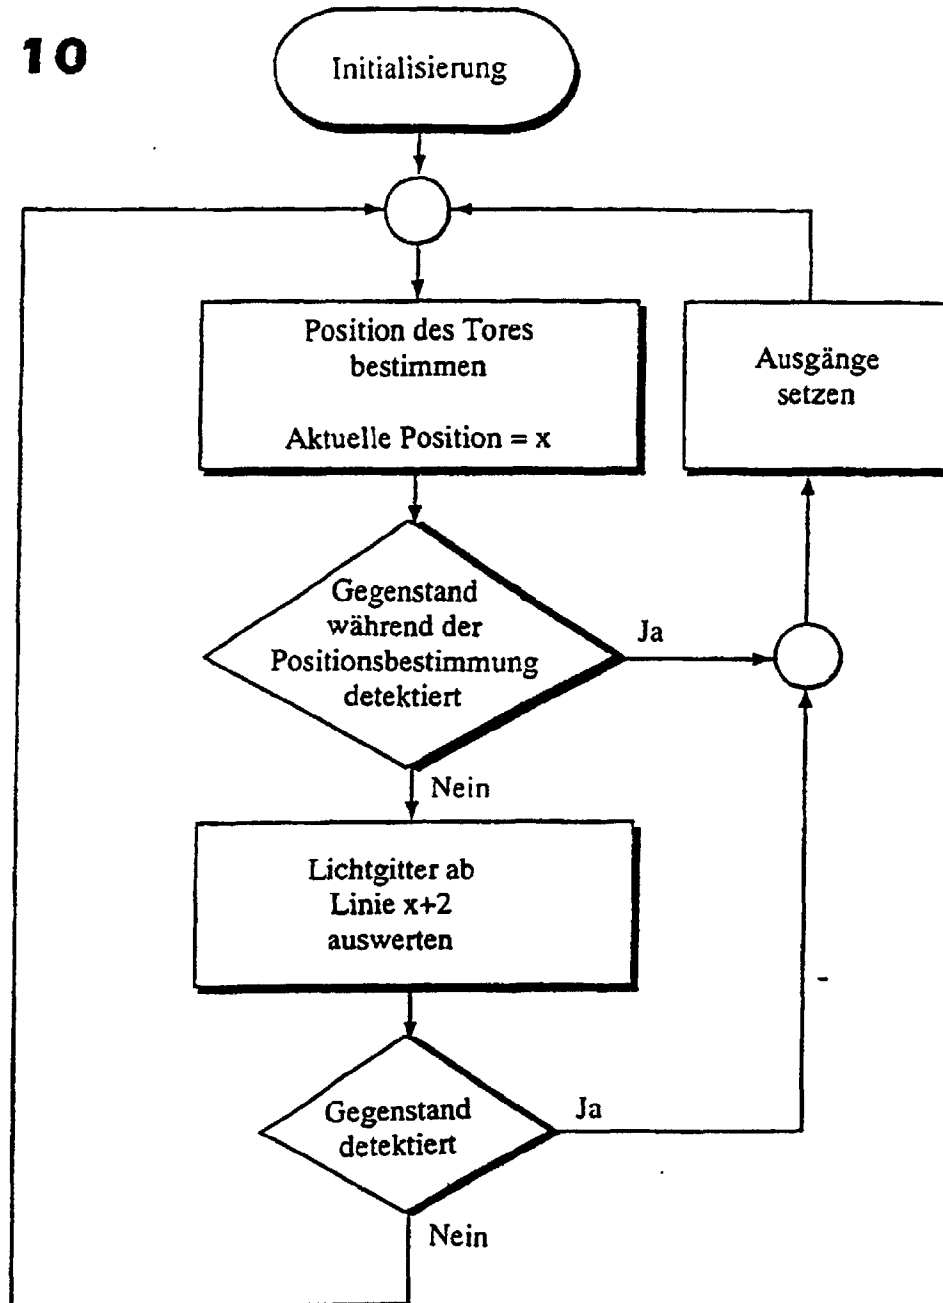 10
Initialisierung
Position des Tores
bestimmen
Aktuelle Position = x
Ausgänge
setzen
Gegenstand
während der
Positionsbestimmung
detektiert
Ja
Nein
Lichtgitter ab
Linie x+2
auswerten
Gegenstand
detektiert
Ja
Nein